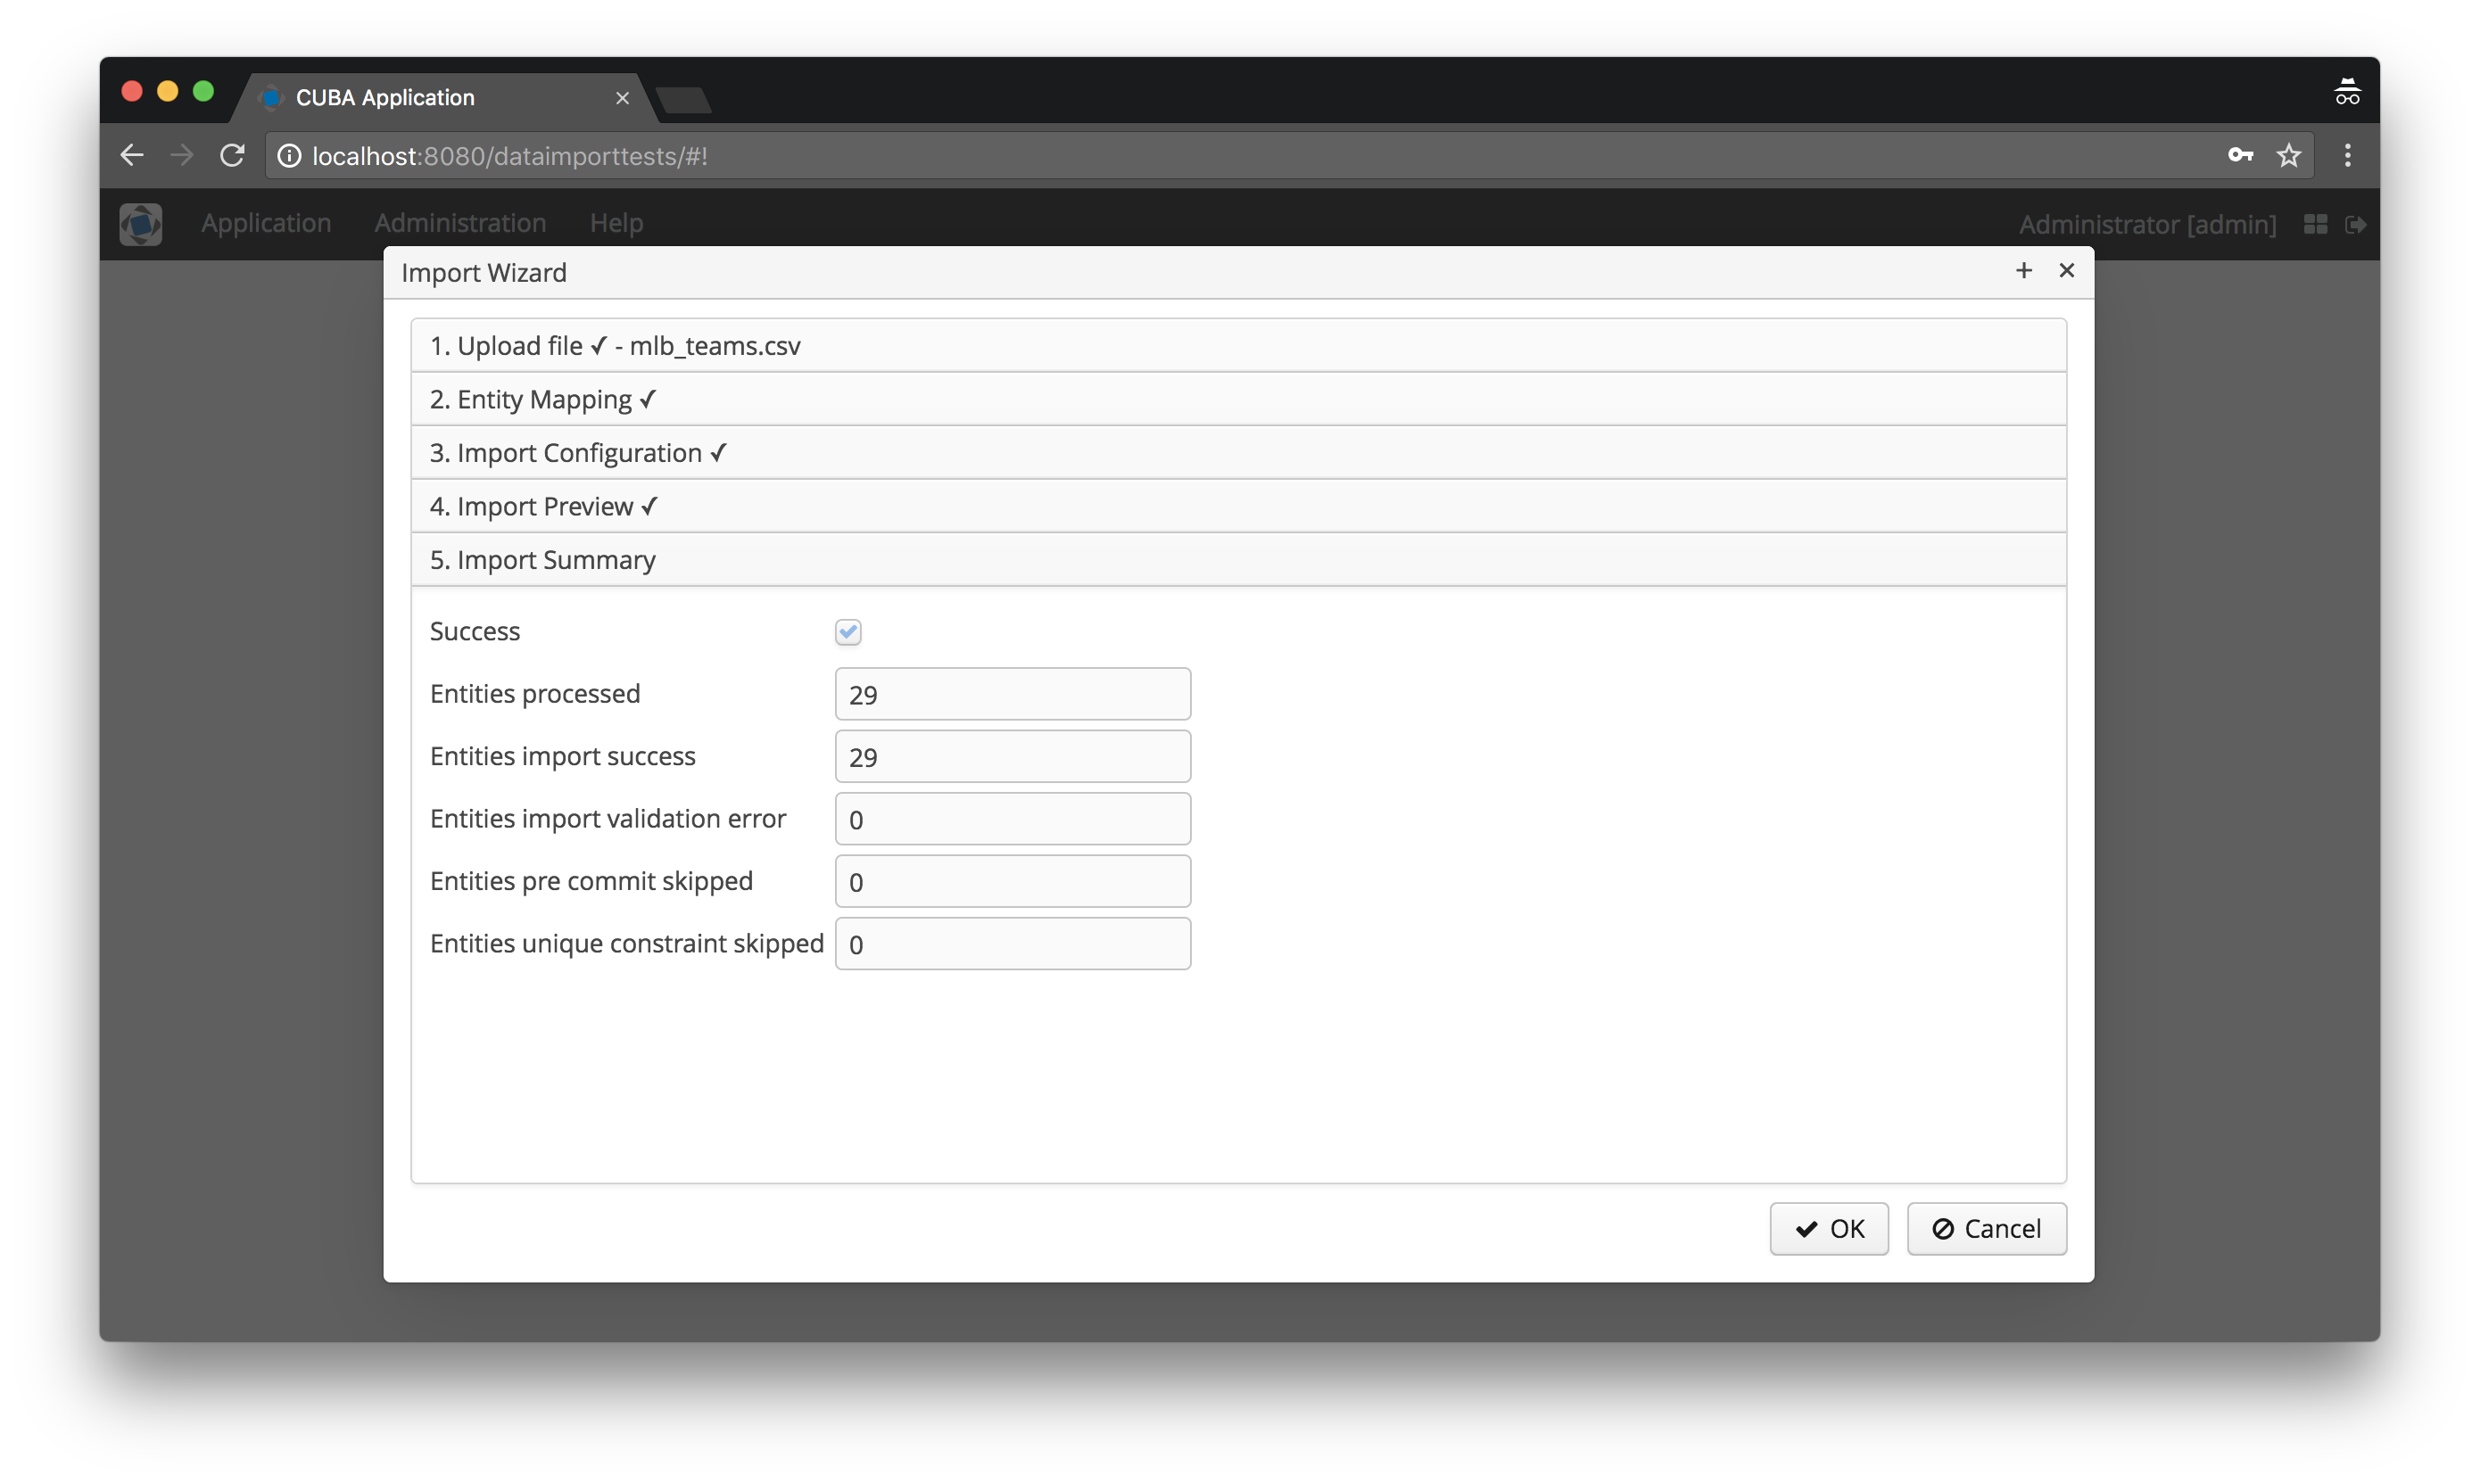 CUBA Application
localhost:8080/dataimporttests/#!
Application Administration Help Administrator [admin]
Import Wizard
1. Upload file ✓ - mlb_teams.csv
2. Entity Mapping ✓
3. Import Configuration ✓
4. Import Preview ✓
5. Import Summary
Success
Entities processed 29
Entities import success 29
Entities import validation error 0
Entities pre commit skipped 0
Entities unique constraint skipped 0
OK Cancel